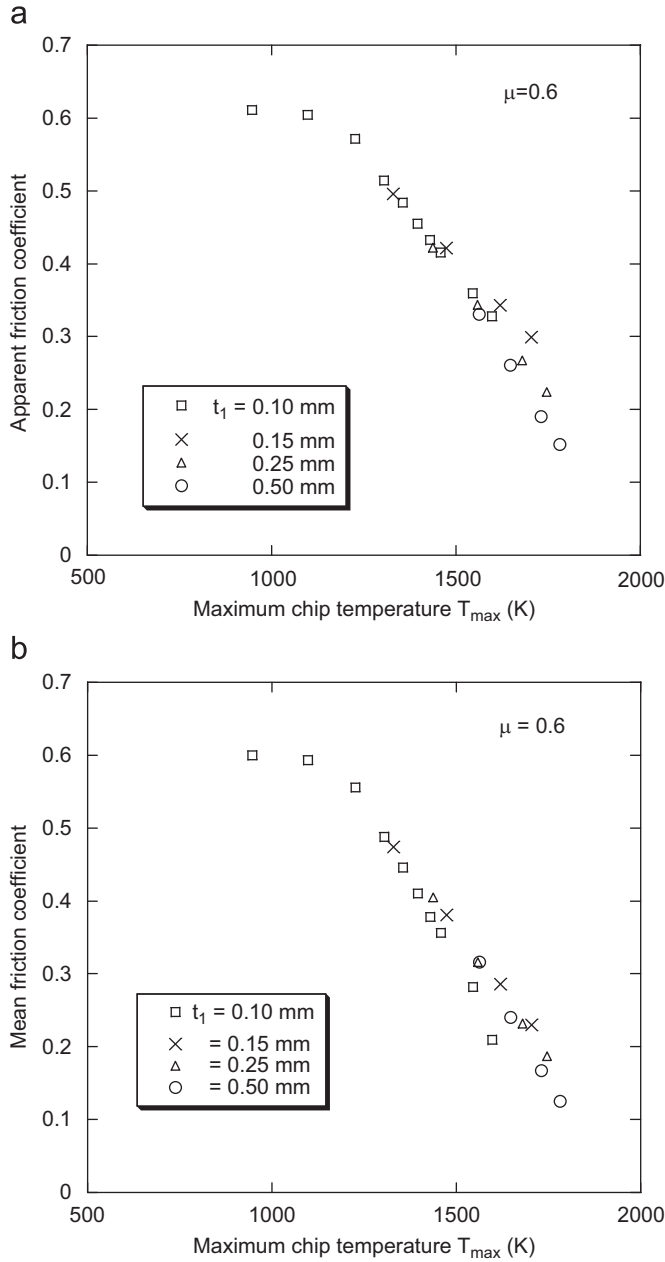 a
0.7
0.6
0.5
0.4
0.3
0.2
0.1
0
Apparent friction coefficient
μ=0.6
t1 = 0.10 mm
0.15 mm
0.25 mm
0.50 mm
500 1000 1500 2000
Maximum chip temperature Tmax (K)
b
0.7
0.6
0.5
0.4
0.3
0.2
0.1
0
Mean friction coefficient
μ = 0.6
t1 = 0.10 mm
= 0.15 mm
= 0.25 mm
= 0.50 mm
500 1000 1500 2000
Maximum chip temperature Tmax (K)